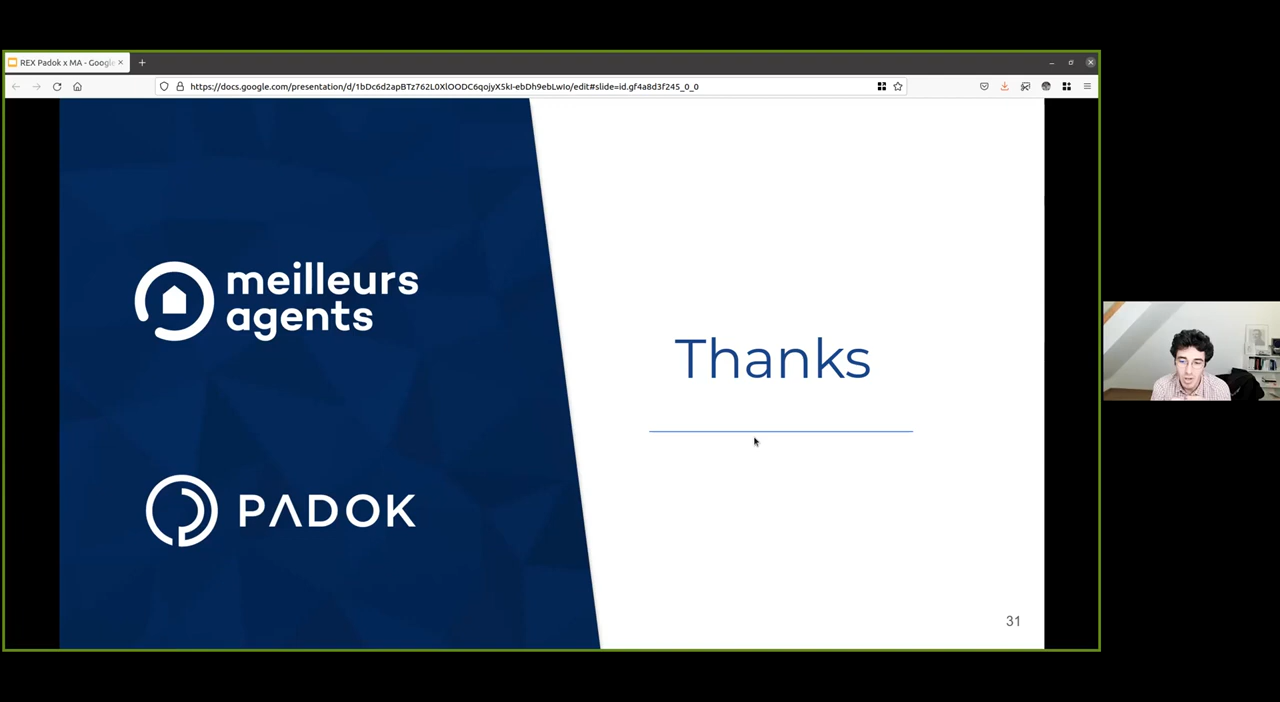 REX Padok x MA - Google
https://docs.google.com/presentation/d/1bDc6d2apBTz762L0XlOODC6qojyX5kI-ebDh9ebLwIo/edit#slide=id.gf4a8d3f245_0_0
meilleurs
agents
Thanks
PADOK
31